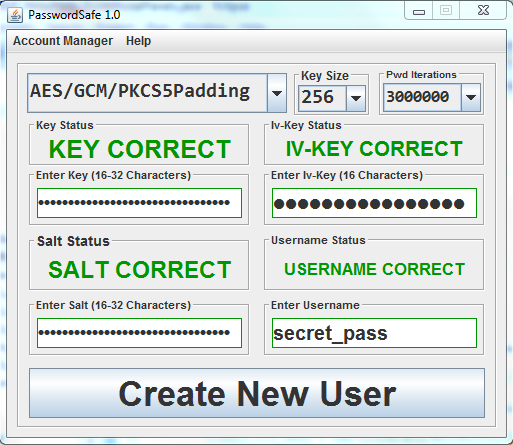 PasswordSafe 1.0
Account Manager Help
AES/GCM/PKCS5Padding
Key Size
256
Pwd Iterations
3000000
Key Status
KEY CORRECT
Iv-Key Status
IV-KEY CORRECT
Enter Key (16-32 Characters)
••••••••••••••••••••••••••••••••
Enter Iv-Key (16 Characters)
••••••••••••••••
Salt Status
SALT CORRECT
Username Status
USERNAME CORRECT
Enter Salt (16-32 Characters)
••••••••••••••••••••••••••••••••
Enter Username
secret_pass
Create New User